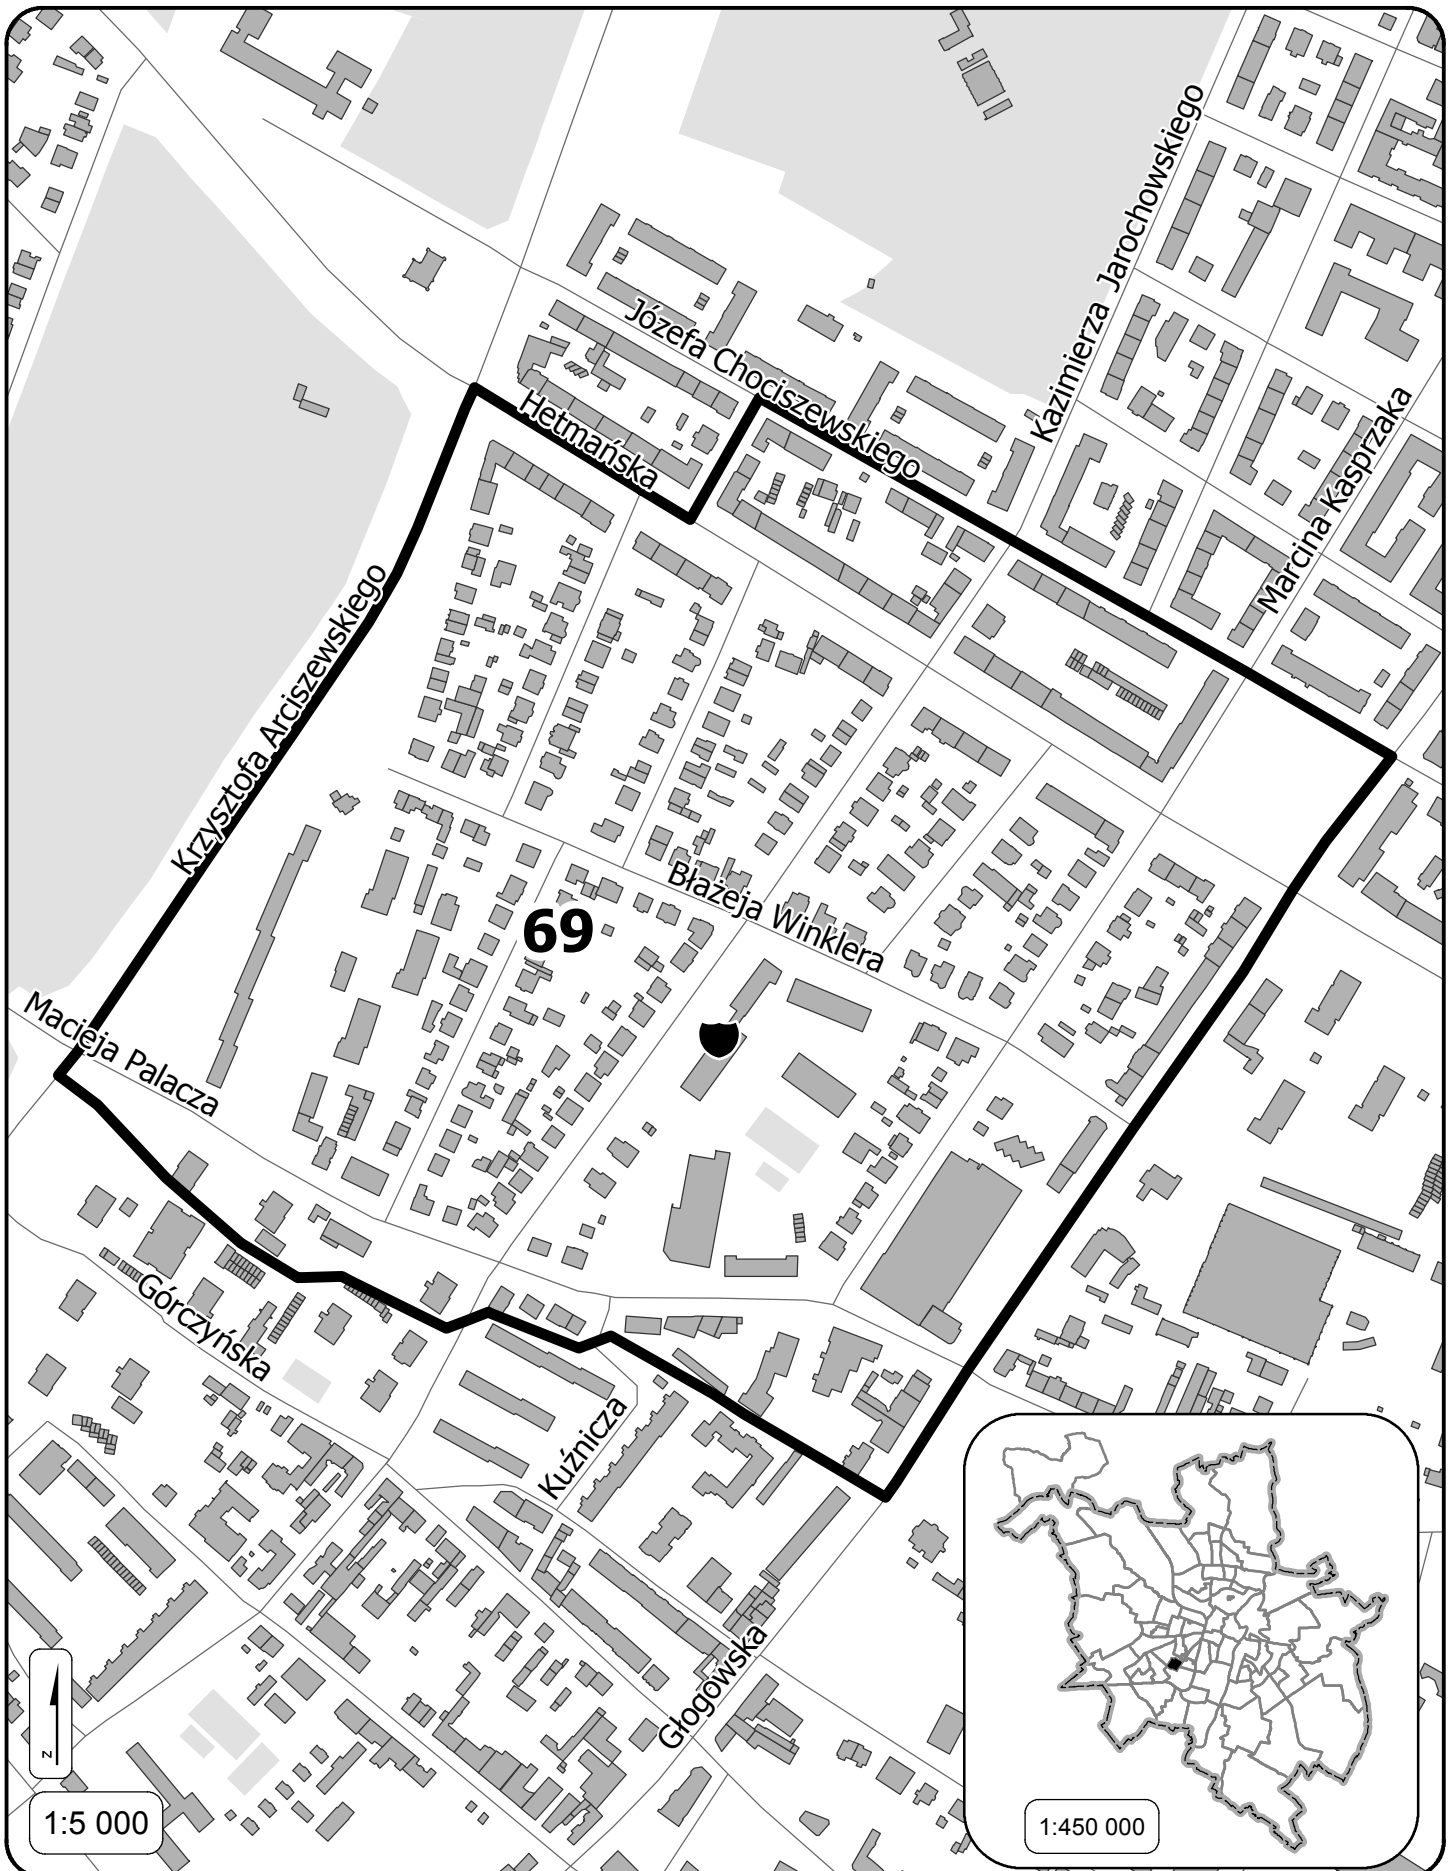 Kazimierza Jarochowskiego
Józefa Chociszewskiego
Hetmańska
Marcina Kasprzaka
Krzysztofa Arciszewskiego
Błażeja Winklera
69
Macieja Palacza
Górczyńska
Kuźnicza
Głogowska
N
1:5 000
1:450 000